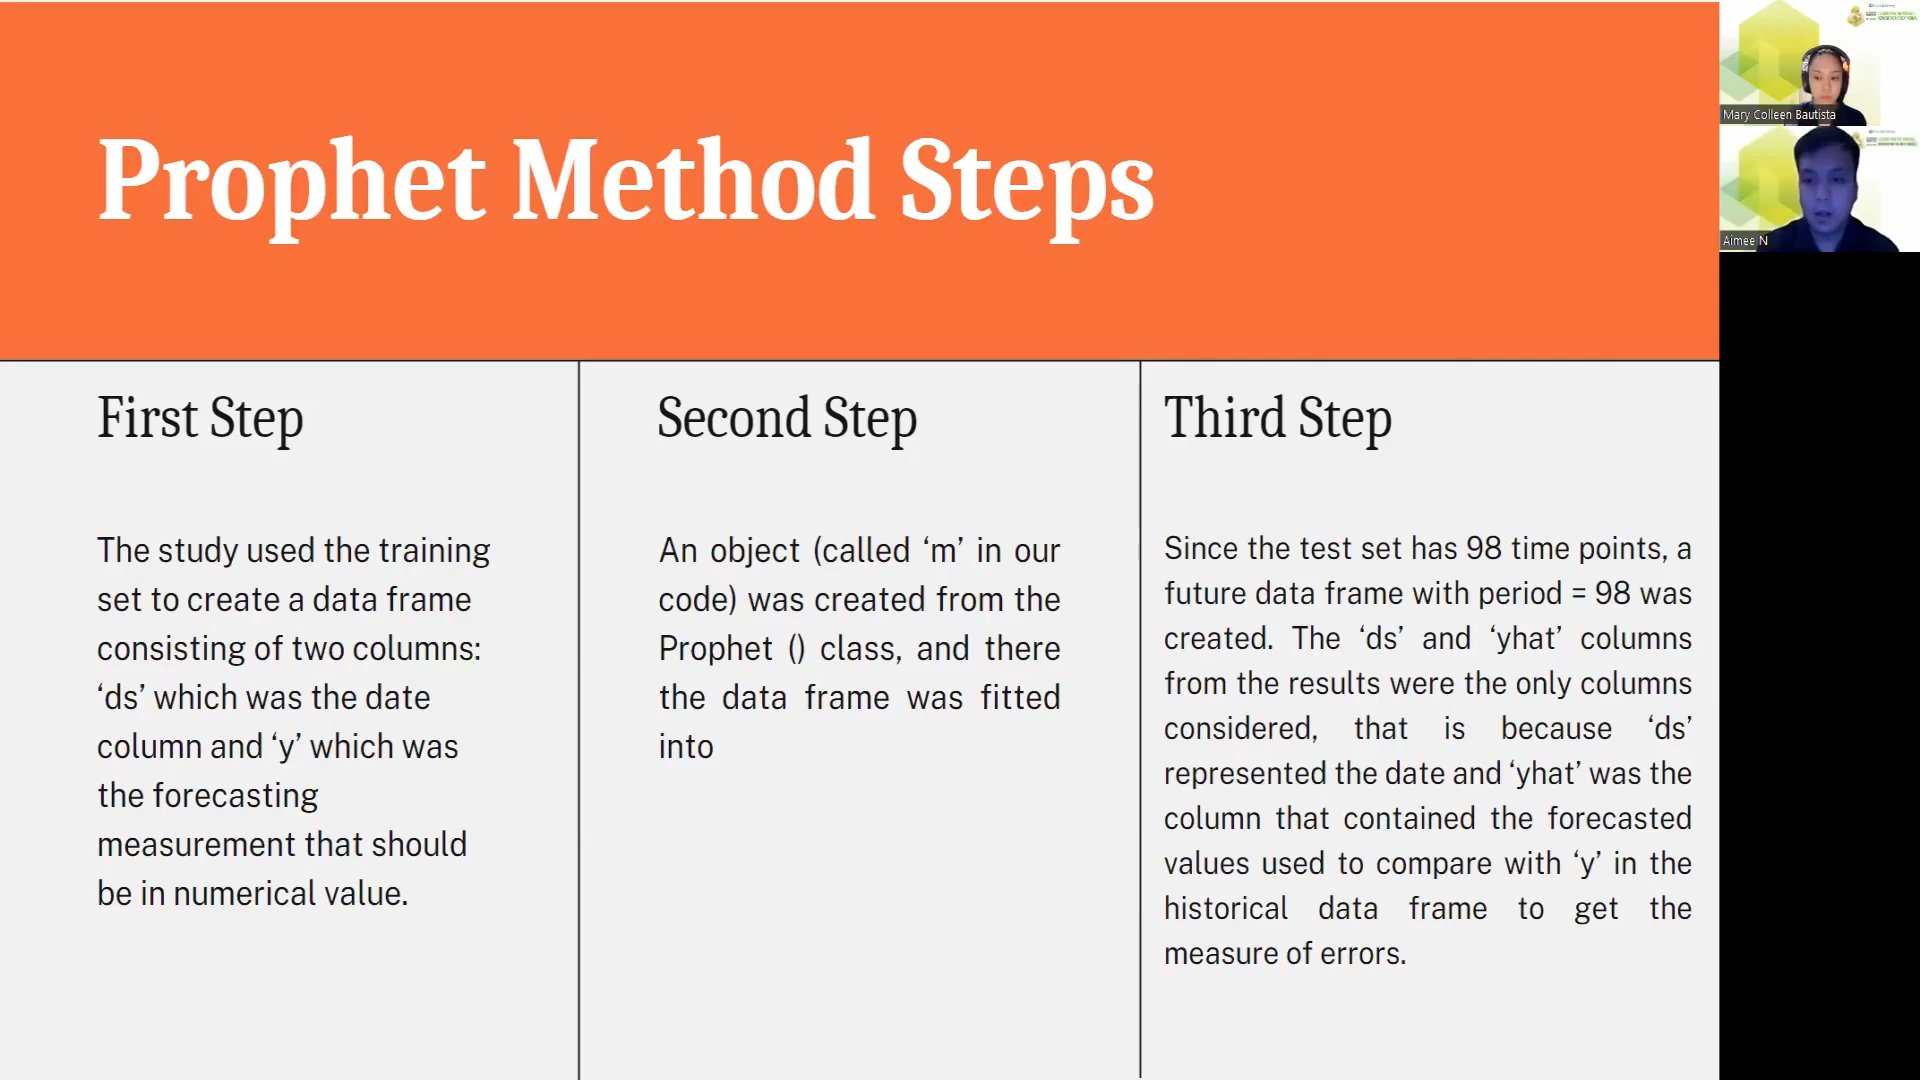 Prophet Method Steps
First Step
The study used the training
set to create a data frame
consisting of two columns:
‘ds’ which was the date
column and ‘y’ which was
the forecasting
measurement that should
be in numerical value.
Second Step
An object (called ‘m’ in our
code) was created from the
Prophet () class, and there
the data frame was fitted
into
Third Step
Since the test set has 98 time points, a
future data frame with period = 98 was
created. The ‘ds’ and ‘yhat’ columns
from the results were the only columns
considered, that is because ‘ds’
represented the date and ‘yhat’ was the
column that contained the forecasted
values used to compare with ‘y’ in the
historical data frame to get the
measure of errors.
Mary Colleen Bautista
Aimee N